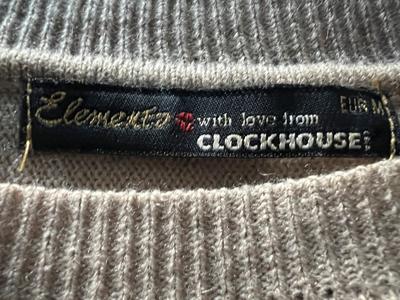 Elements with love from EUR M
CLOCKHOUSE